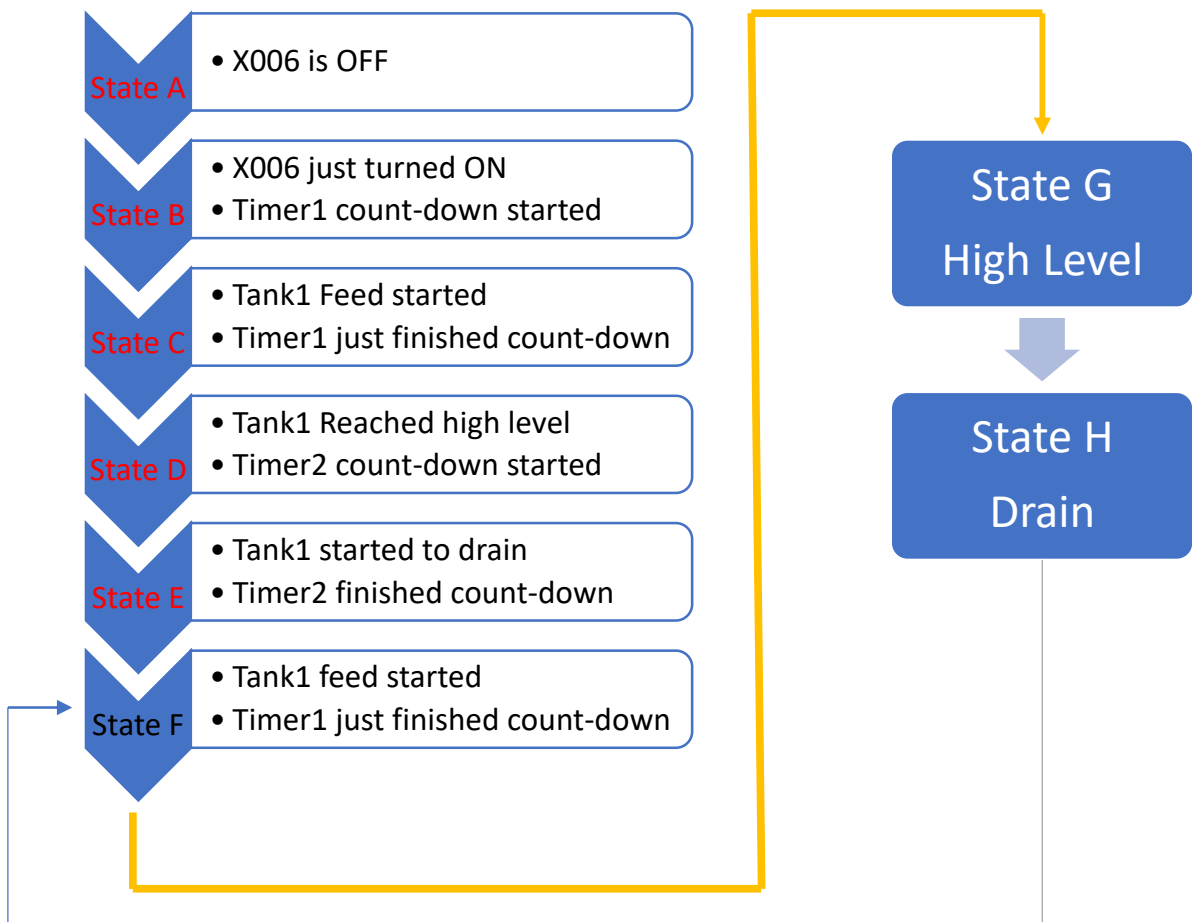 State A
• X006 is OFF
State B
• X006 just turned ON
• Timer1 count-down started
State C
• Tank1 Feed started
• Timer1 just finished count-down
State D
• Tank1 Reached high level
• Timer2 count-down started
State E
• Tank1 started to drain
• Timer2 finished count-down
State F
• Tank1 feed started
• Timer1 just finished count-down
State G
High Level
State H
Drain